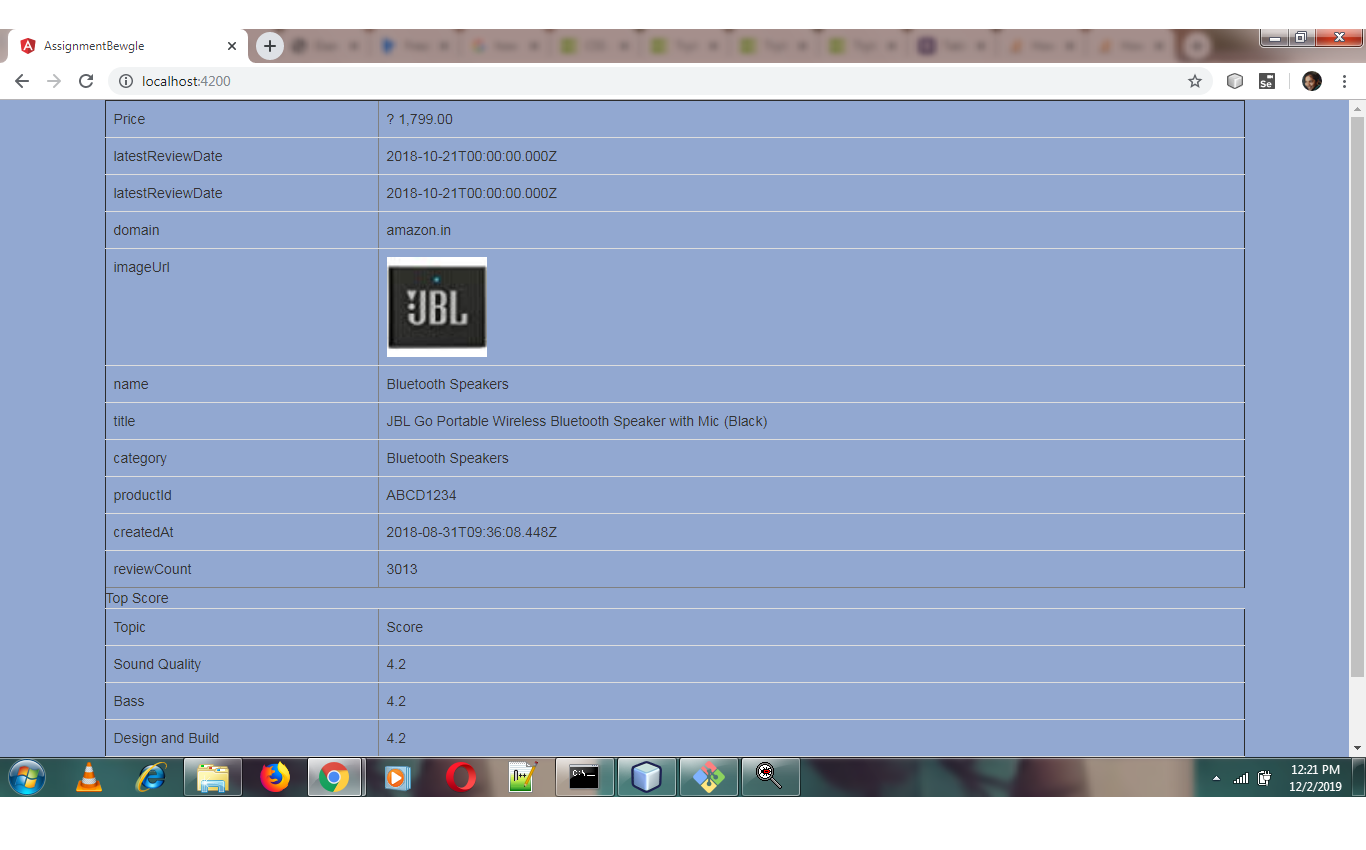 AssignmentBewgle
localhost:4200
Se
Price ? 1,799.00
latestReviewDate 2018-10-21T00:00:00.000Z
latestReviewDate 2018-10-21T00:00:00.000Z
domain amazon.in
imageUrl
JBL
name Bluetooth Speakers
title JBL Go Portable Wireless Bluetooth Speaker with Mic (Black)
category Bluetooth Speakers
productId ABCD1234
createdAt 2018-08-31T09:36:08.448Z
reviewCount 3013
Top Score
Topic Score
Sound Quality 4.2
Bass 4.2
Design and Build 4.2
12:21 PM
12/2/2019